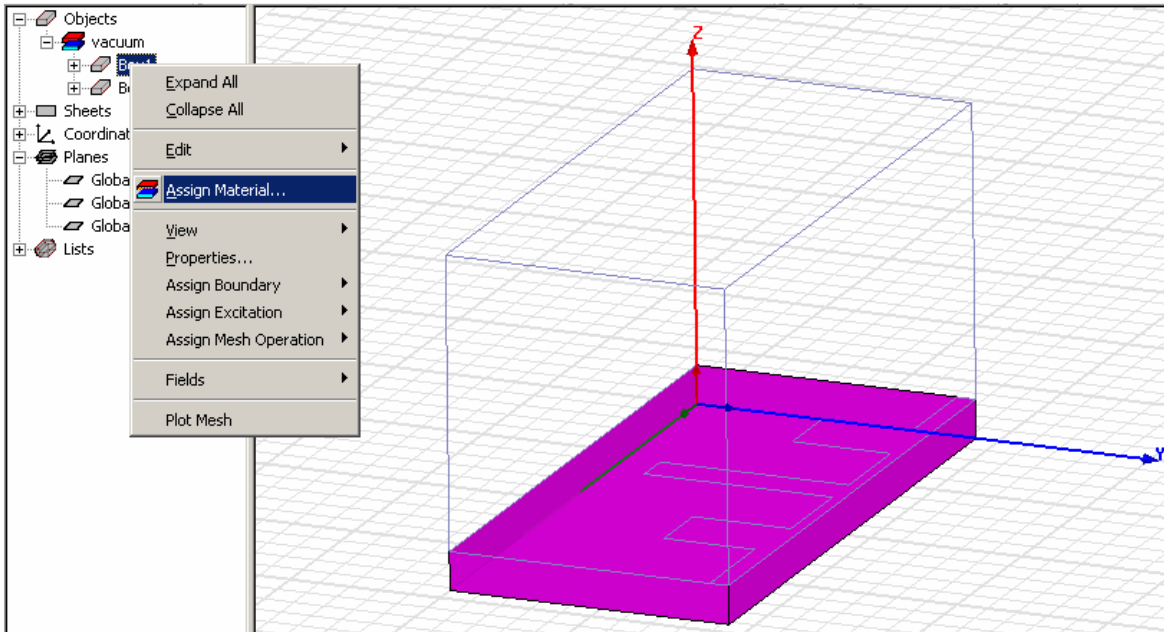 Objects
vacuum
Expand All
Collapse All
Edit
Sheets
Coordinat
Planes
Globa
Assign Material...
Globa
Globa
Lists
View
Properties...
Assign Boundary
Assign Excitation
Assign Mesh Operation
Fields
Plot Mesh
Z
Y